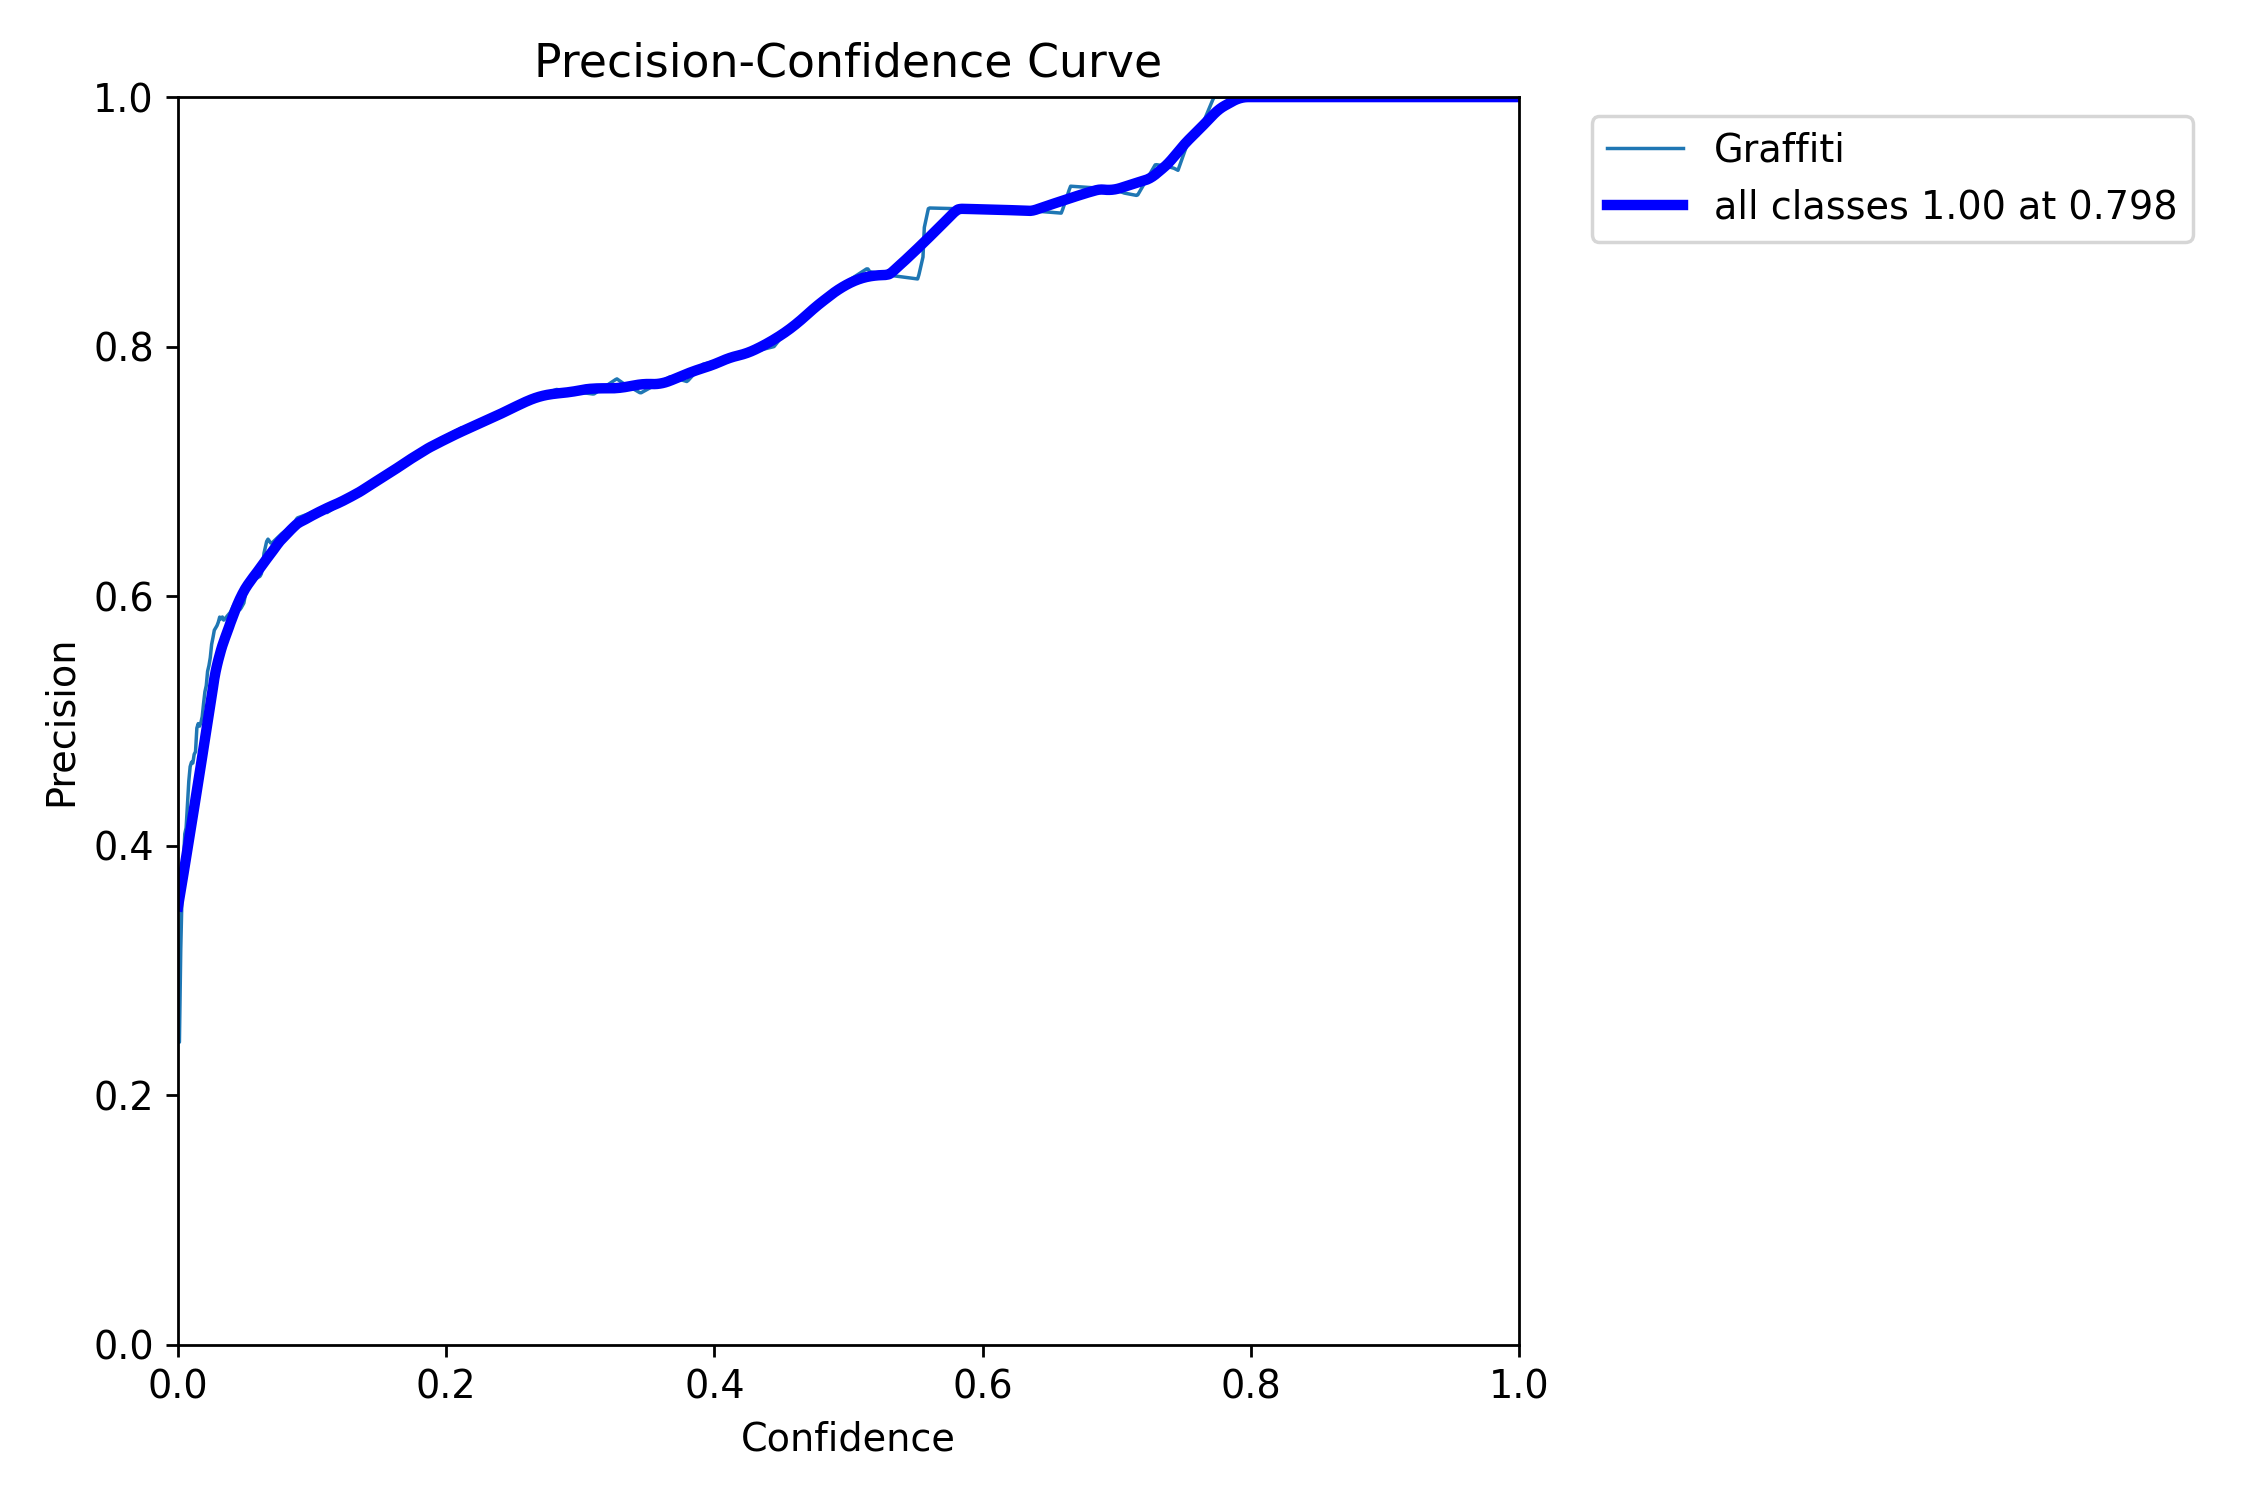 Precision-Confidence Curve
Graffiti
all classes 1.00 at 0.798
Precision
1.0
0.8
0.6
0.4
0.2
0.0
0.0 0.2 0.4 0.6 0.8 1.0
Confidence